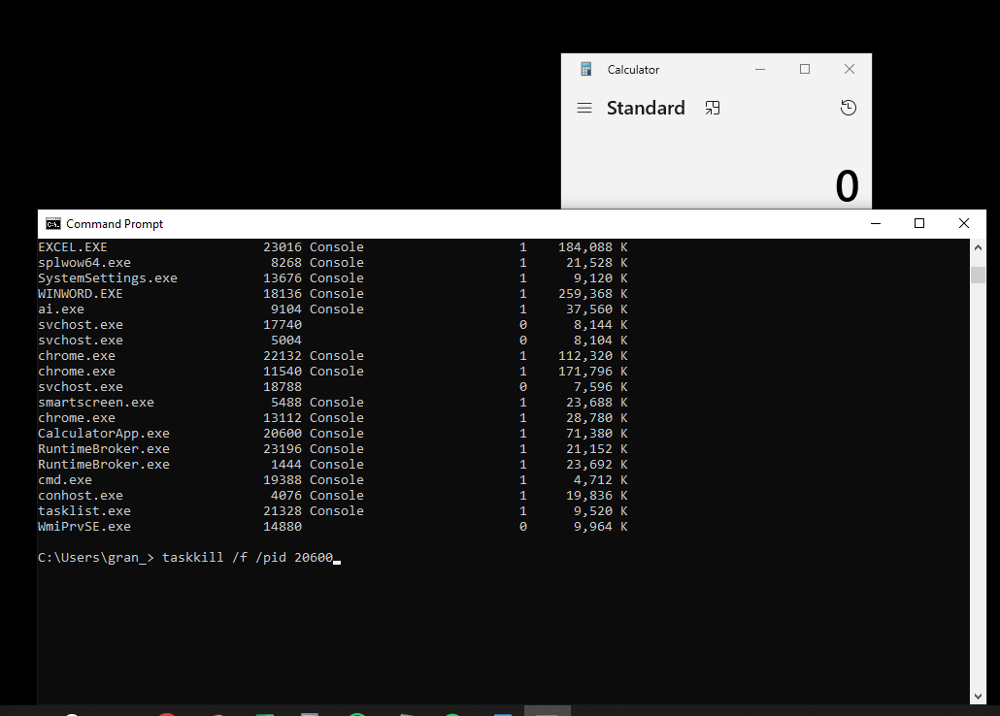 Calculator
Standard
0
Command Prompt
EXCEL.EXE 23016 Console 1 184,088 K
splwow64.exe 8268 Console 1 21,528 K
SystemSettings.exe 13676 Console 1 9,120 K
WINWORD.EXE 18136 Console 1 259,368 K
ai.exe 9104 Console 1 37,560 K
svchost.exe 17740 0 8,144 K
svchost.exe 5004 0 8,104 K
chrome.exe 22132 Console 1 112,320 K
chrome.exe 11540 Console 1 171,796 K
svchost.exe 18788 0 7,596 K
smartscreen.exe 5488 Console 1 23,688 K
chrome.exe 13112 Console 1 28,780 K
CalculatorApp.exe 20600 Console 1 71,380 K
RuntimeBroker.exe 23196 Console 1 21,152 K
RuntimeBroker.exe 1444 Console 1 23,692 K
cmd.exe 19388 Console 1 4,712 K
conhost.exe 4076 Console 1 19,836 K
tasklist.exe 21328 Console 1 9,520 K
WmiPrvSE.exe 14880 0 9,964 K
C:\Users\gran_> taskkill /f /pid 20600